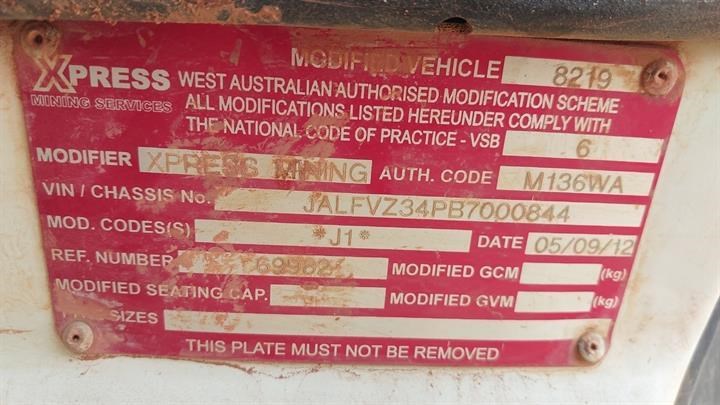 MODIFIED VEHICLE 8219
XPRESS
MINING SERVICES
WEST AUSTRALIAN AUTHORISED MODIFICATION SCHEME
ALL MODIFICATIONS LISTED HEREUNDER COMPLY WITH
THE NATIONAL CODE OF PRACTICE - VSB 6
MODIFIER XPRESS MINING AUTH. CODE M136WA
VIN / CHASSIS No. JALFVZ34PB7000844
MOD. CODES(S) *J1* DATE 05/09/12
REF. NUMBER MODIFIED GCM (kg)
MODIFIED SEATING CAP. MODIFIED GVM (kg)
SIZES
THIS PLATE MUST NOT BE REMOVED